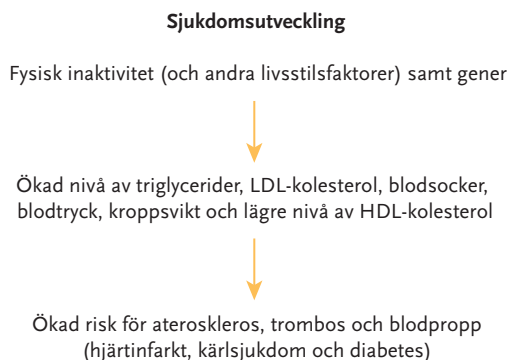 Sjukdomsutveckling
Fysisk inaktivitet (och andra livsstilsfaktorer) samt gener
Ökad nivå av triglycerider, LDL-kolesterol, blodsocker,
blodtryck, kroppsvikt och lägre nivå av HDL-kolesterol
Ökad risk för ateroskleros, trombos och blodpropp
(hjärtinfarkt, kärlsjukdom och diabetes)